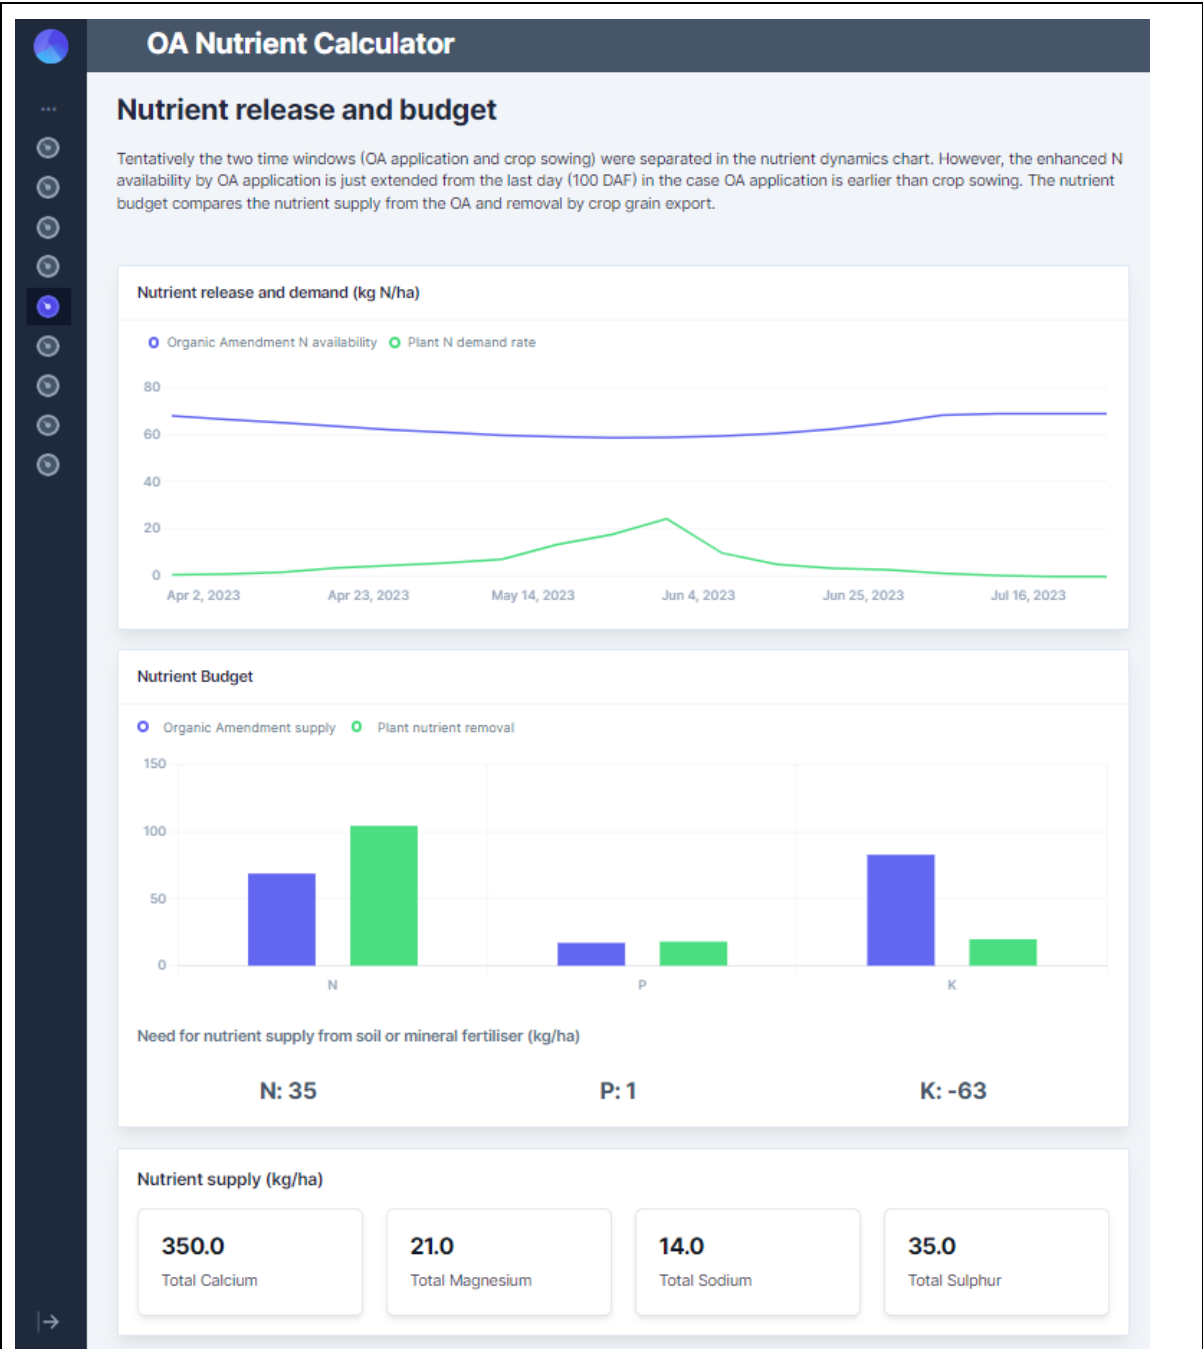 OA Nutrient Calculator
Nutrient release and budget
Tentatively the two time windows (OA application and crop sowing) were separated in the nutrient dynamics chart. However, the enhanced N
availability by OA application is just extended from the last day (100 DAF) in the case OA application is earlier than crop sowing. The nutrient
budget compares the nutrient supply from the OA and removal by crop grain export.
Nutrient release and demand (kg N/ha)
Organic Amendment N availability Plant N demand rate
80
60
40
20
0
Apr 2, 2023 Apr 23, 2023 May 14, 2023 Jun 4, 2023 Jun 25, 2023 Jul 16, 2023
Nutrient Budget
Organic Amendment supply Plant nutrient removal
150
100
50
0
N P K
Need for nutrient supply from soil or mineral fertiliser (kg/ha)
N: 35 P: 1 K: -63
Nutrient supply (kg/ha)
350.0 21.0 14.0 35.0
Total Calcium Total Magnesium Total Sodium Total Sulphur